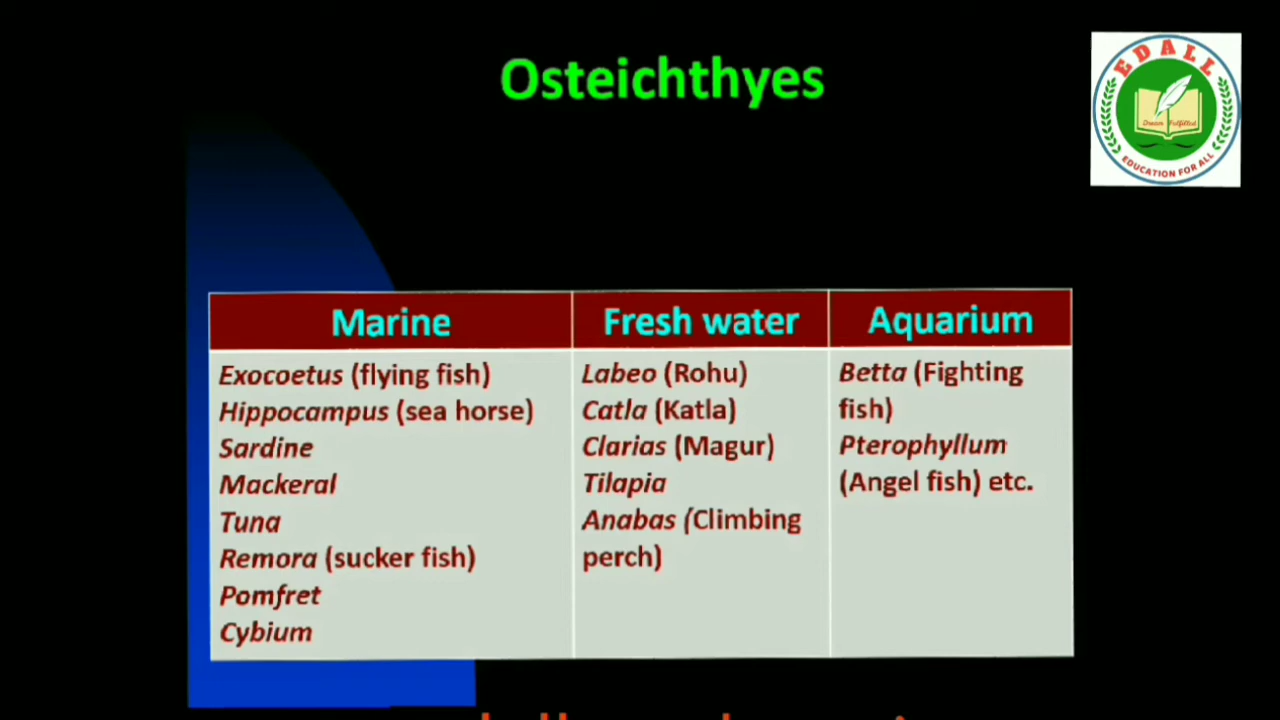 Osteichthyes
EDALL
Dream Fulfilled
EDUCATION FOR ALL
Marine
Fresh water
Aquarium
Exocoetus (flying fish)
Hippocampus (sea horse)
Sardine
Mackeral
Tuna
Remora (sucker fish)
Pomfret
Cybium
Labeo (Rohu)
Catla (Katla)
Clarias (Magur)
Tilapia
Anabas (Climbing
perch)
Betta (Fighting
fish)
Pterophyllum
(Angel fish) etc.